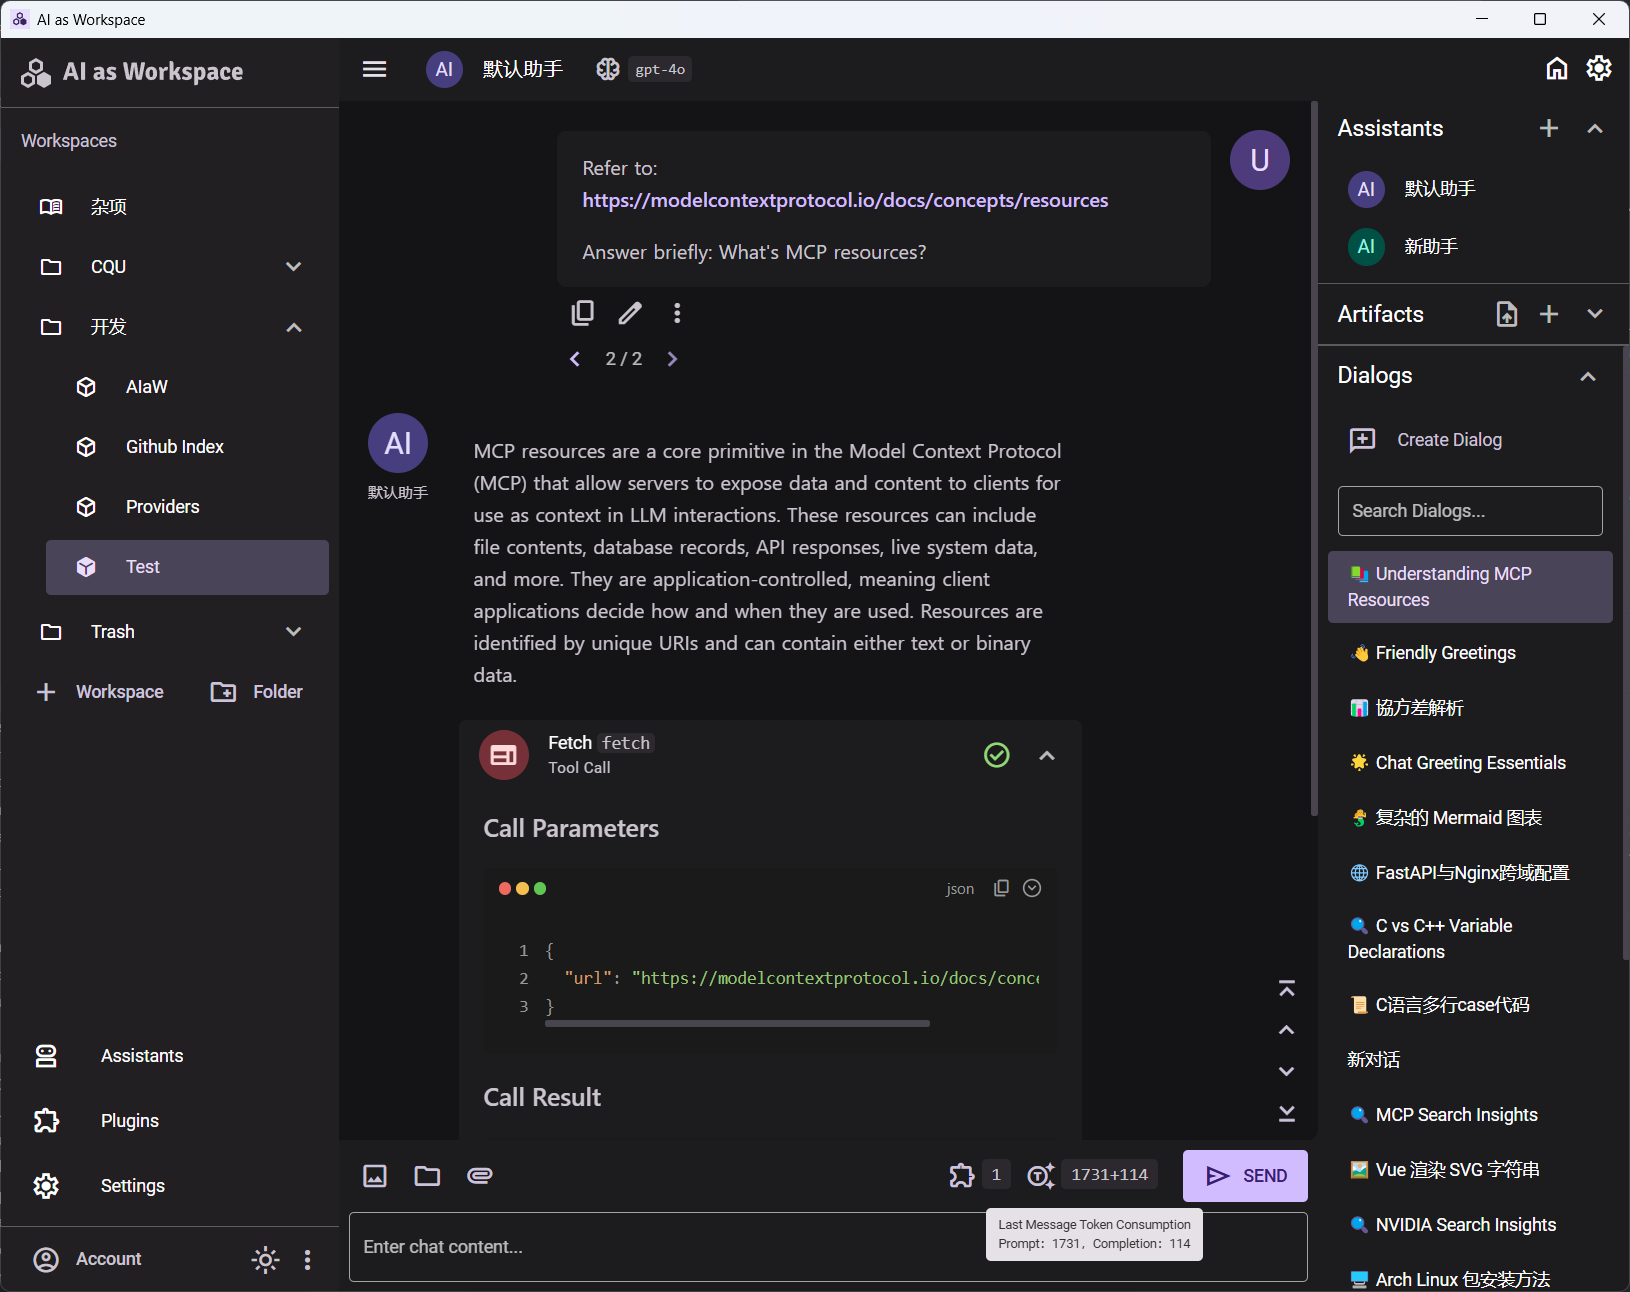 AI as Workspace
AI as Workspace
Workspaces
杂项
CQU
开发
AIaW
Github Index
Providers
Test
Trash
Workspace
Folder
Assistants
Plugins
Settings
Account
AI
默认助手
gpt-4o
U
Refer to:
https://modelcontextprotocol.io/docs/concepts/resources
Answer briefly: What's MCP resources?
2 / 2
AI
默认助手
MCP resources are a core primitive in the Model Context Protocol
(MCP) that allow servers to expose data and content to clients for
use as context in LLM interactions. These resources can include
file contents, database records, API responses, live system data,
and more. They are application-controlled, meaning client
applications decide how and when they are used. Resources are
identified by unique URIs and can contain either text or binary
data.
Fetch fetch
Tool Call
Call Parameters
json
1 {
2 "url": "https://modelcontextprotocol.io/docs/conce
3 }
Call Result
1
1731+114
SEND
Last Message Token Consumption
Prompt: 1731, Completion: 114
Enter chat content...
Assistants
AI
默认助手
AI
新助手
Artifacts
Dialogs
Create Dialog
Search Dialogs...
Understanding MCP
Resources
Friendly Greetings
協方差解析
Chat Greeting Essentials
复杂的 Mermaid 图表
FastAPI与Nginx跨域配置
C vs C++ Variable
Declarations
C语言多行case代码
新对话
MCP Search Insights
Vue 渲染 SVG 字符串
NVIDIA Search Insights
Arch Linux 包安装方法